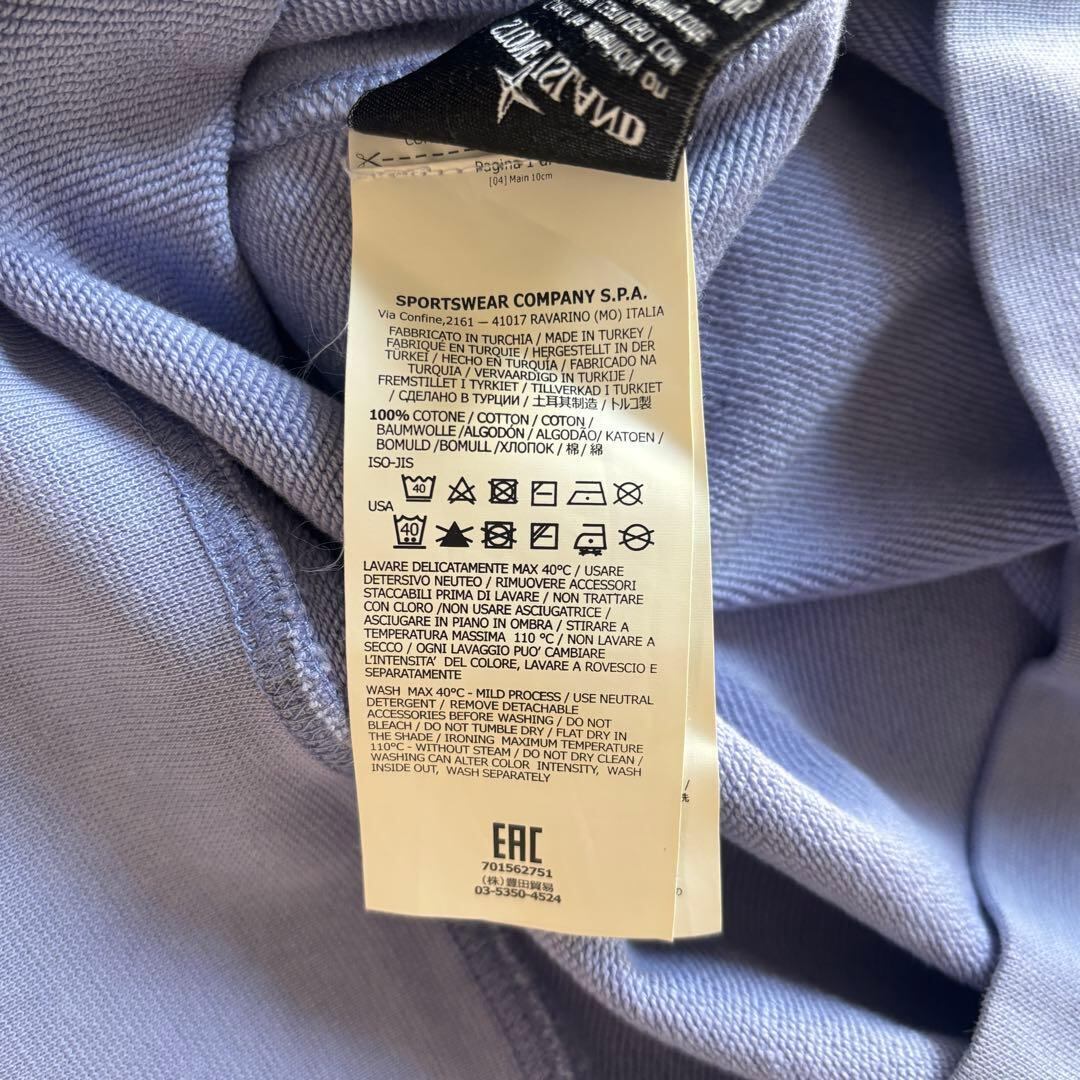 STONE ISLAND
Pagina 1 di
[04] Main 10cm
SPORTSWEAR COMPANY S.P.A.
Via Confine,2161 — 41017 RAVARINO (MO) ITALIA
FABBRICATO IN TURCHIA / MADE IN TURKEY /
FABRIQUÉ EN TURQUIE / HERGESTELLT IN DER
TÜRKEI / HECHO EN TURQUÍA / FABRICADO NA
TURQUIA / VERVAARDIGD IN TURKIJE /
FREMSTILLET I TYRKIET / TILLVERKAD I TURKIET
/ СДЕЛАНО В ТУРЦИИ / 土耳其制造 / トルコ製
100% COTONE / COTTON / COTON /
BAUMWOLLE /ALGODÓN / ALGODÃO/ KATOEN /
BOMULD /BOMULL /ХЛОПОК / 棉/ 綿
ISO-JIS
40
USA
40
LAVARE DELICATAMENTE MAX 40°C / USARE
DETERSIVO NEUTEO / RIMUOVERE ACCESSORI
STACCABILI PRIMA DI LAVARE / NON TRATTARE
CON CLORO /NON USARE ASCIUGATRICE /
ASCIUGARE IN PIANO IN OMBRA / STIRARE A
TEMPERATURA MASSIMA 110 °C / NON LAVARE A
SECCO / OGNI LAVAGGIO PUO' CAMBIARE
L'INTENSITA' DEL COLORE, LAVARE A ROVESCIO E
SEPARATAMENTE
WASH MAX 40°C - MILD PROCESS / USE NEUTRAL
DETERGENT / REMOVE DETACHABLE
ACCESSORIES BEFORE WASHING / DO NOT
BLEACH / DO NOT TUMBLE DRY / FLAT DRY IN
THE SHADE / IRONING MAXIMUM TEMPERATURE
110°C - WITHOUT STEAM / DO NOT DRY CLEAN /
WASHING CAN ALTER COLOR INTENSITY, WASH
INSIDE OUT, WASH SEPARATELY
EAC
701562751
(株) 豊田貿易
03-5350-4524